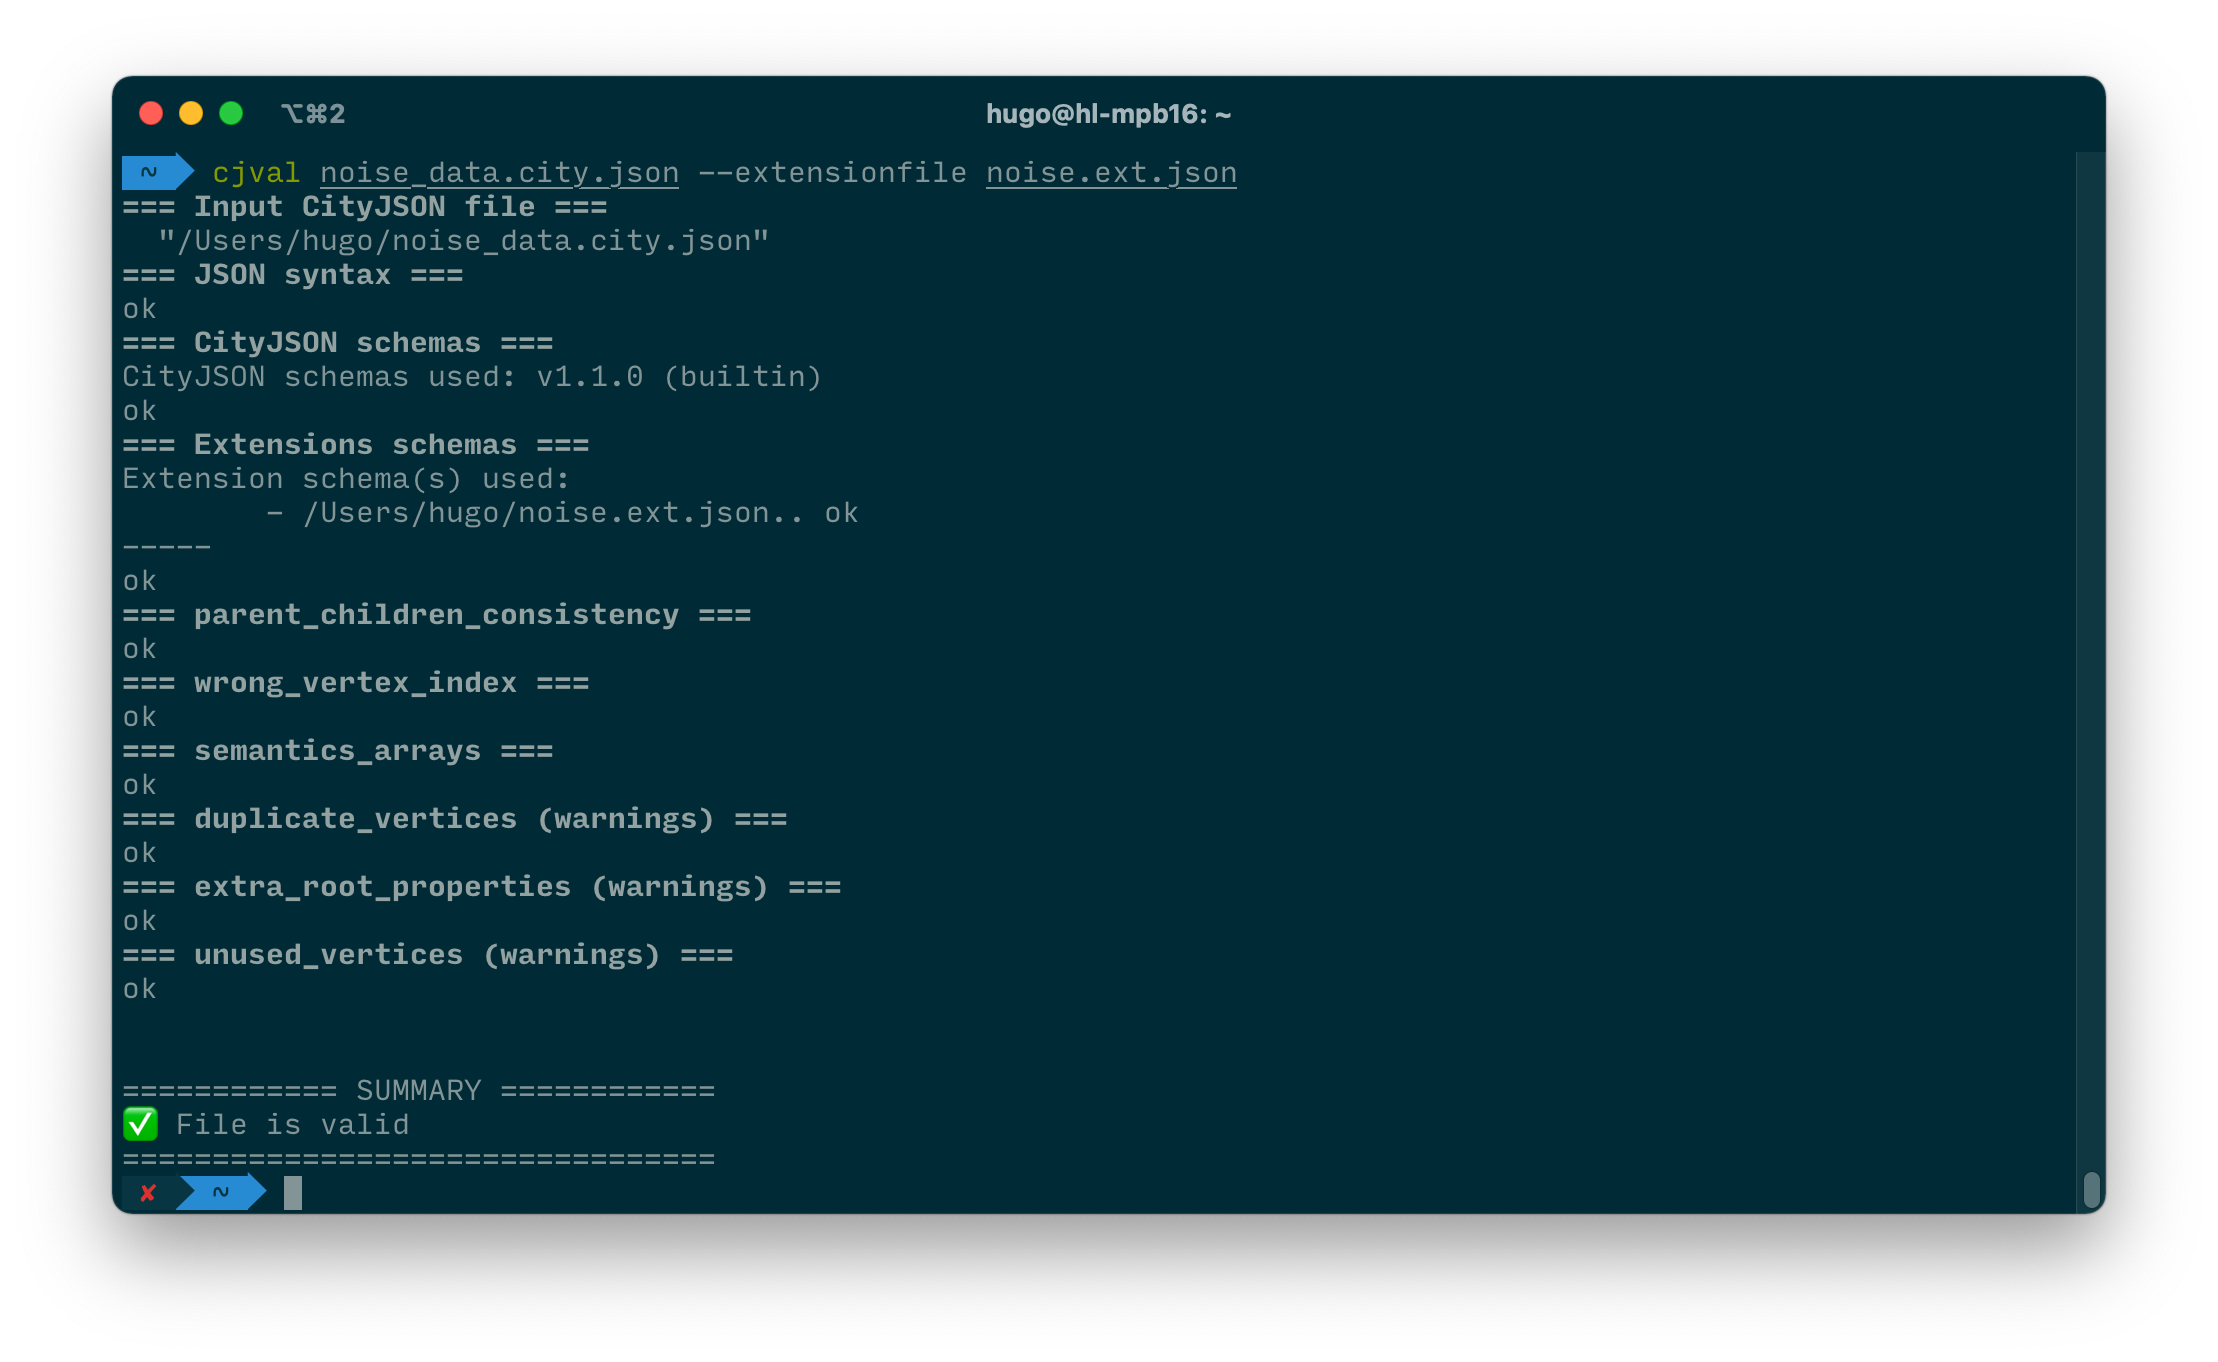 ⌥⌘2 hugo@hl-mpb16: ~
~ cjval noise_data.city.json --extensionfile noise.ext.json
=== Input CityJSON file ===
  "/Users/hugo/noise_data.city.json"
=== JSON syntax ===
ok
=== CityJSON schemas ===
CityJSON schemas used: v1.1.0 (builtin)
ok
=== Extensions schemas ===
Extension schema(s) used:
        - /Users/hugo/noise.ext.json.. ok
-----
ok
=== parent_children_consistency ===
ok
=== wrong_vertex_index ===
ok
=== semantics_arrays ===
ok
=== duplicate_vertices (warnings) ===
ok
=== extra_root_properties (warnings) ===
ok
=== unused_vertices (warnings) ===
ok
============ SUMMARY ============
✅ File is valid
=================================
✘ ~